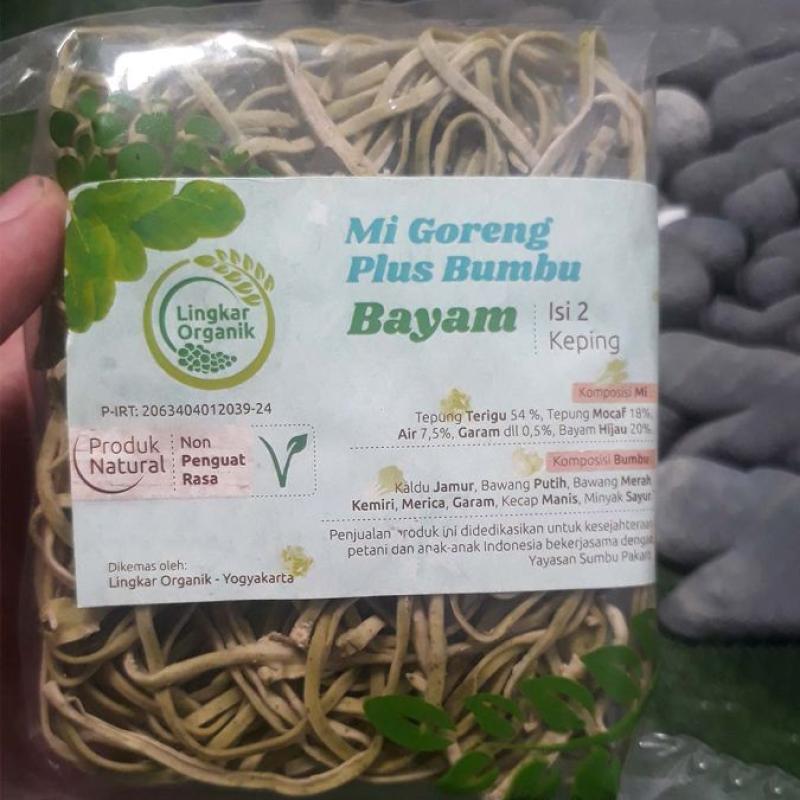 Mi Goreng
Plus Bumbu
Bayam
Isi 2
Keping
Lingkar
Organik
P-IRT: 2063404012039-24
Produk
Natural
Non
Penguat
Rasa
Komposisi Mi
Tepung Terigu 54 %, Tepung Mocaf 18%,
Air 7,5%, Garam dll 0,5%, Bayam Hijau 20%
Komposisi Bumbu
Kaldu Jamur, Bawang Putih, Bawang Merah
Kemiri, Merica, Garam, Kecap Manis, Minyak Sayur
Penjualan produk ini didedikasikan untuk kesejahteraan
petani dan anak-anak Indonesia bekerjasama dengan
Yayasan Sumbu Pakarti
Dikemas oleh:
Lingkar Organik - Yogyakarta